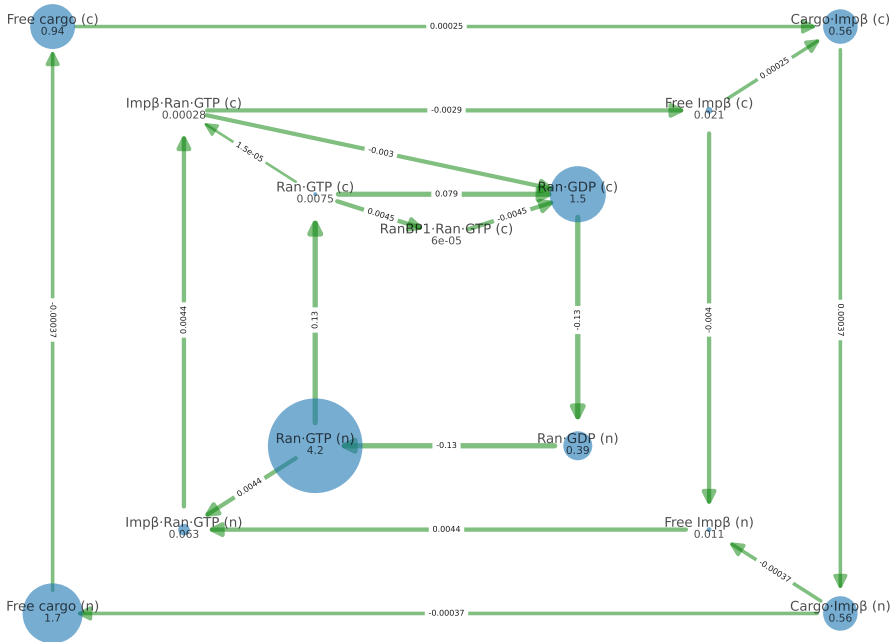 Free cargo (c)
0.94
0.00025
Cargo·Impβ (c)
0.56
0.00025
Impβ·Ran·GTP (c)
0.00028
-0.0029
Free Impβ (c)
0.021
-0.003
1.5e-05
Ran·GTP (c)
0.0075
0.079
Ran·GDP (c)
1.5
0.0045
-0.0045
RanBP1·Ran·GTP (c)
6e-05
-0.00037
0.0044
0.13
-0.13
-0.004
0.00037
Ran·GTP (n)
4.2
-0.13
Ran·GDP (n)
0.39
0.0044
Impβ·Ran·GTP (n)
0.063
0.0044
Free Impβ (n)
0.011
-0.00037
Free cargo (n)
1.7
-0.00037
Cargo·Impβ (n)
0.56